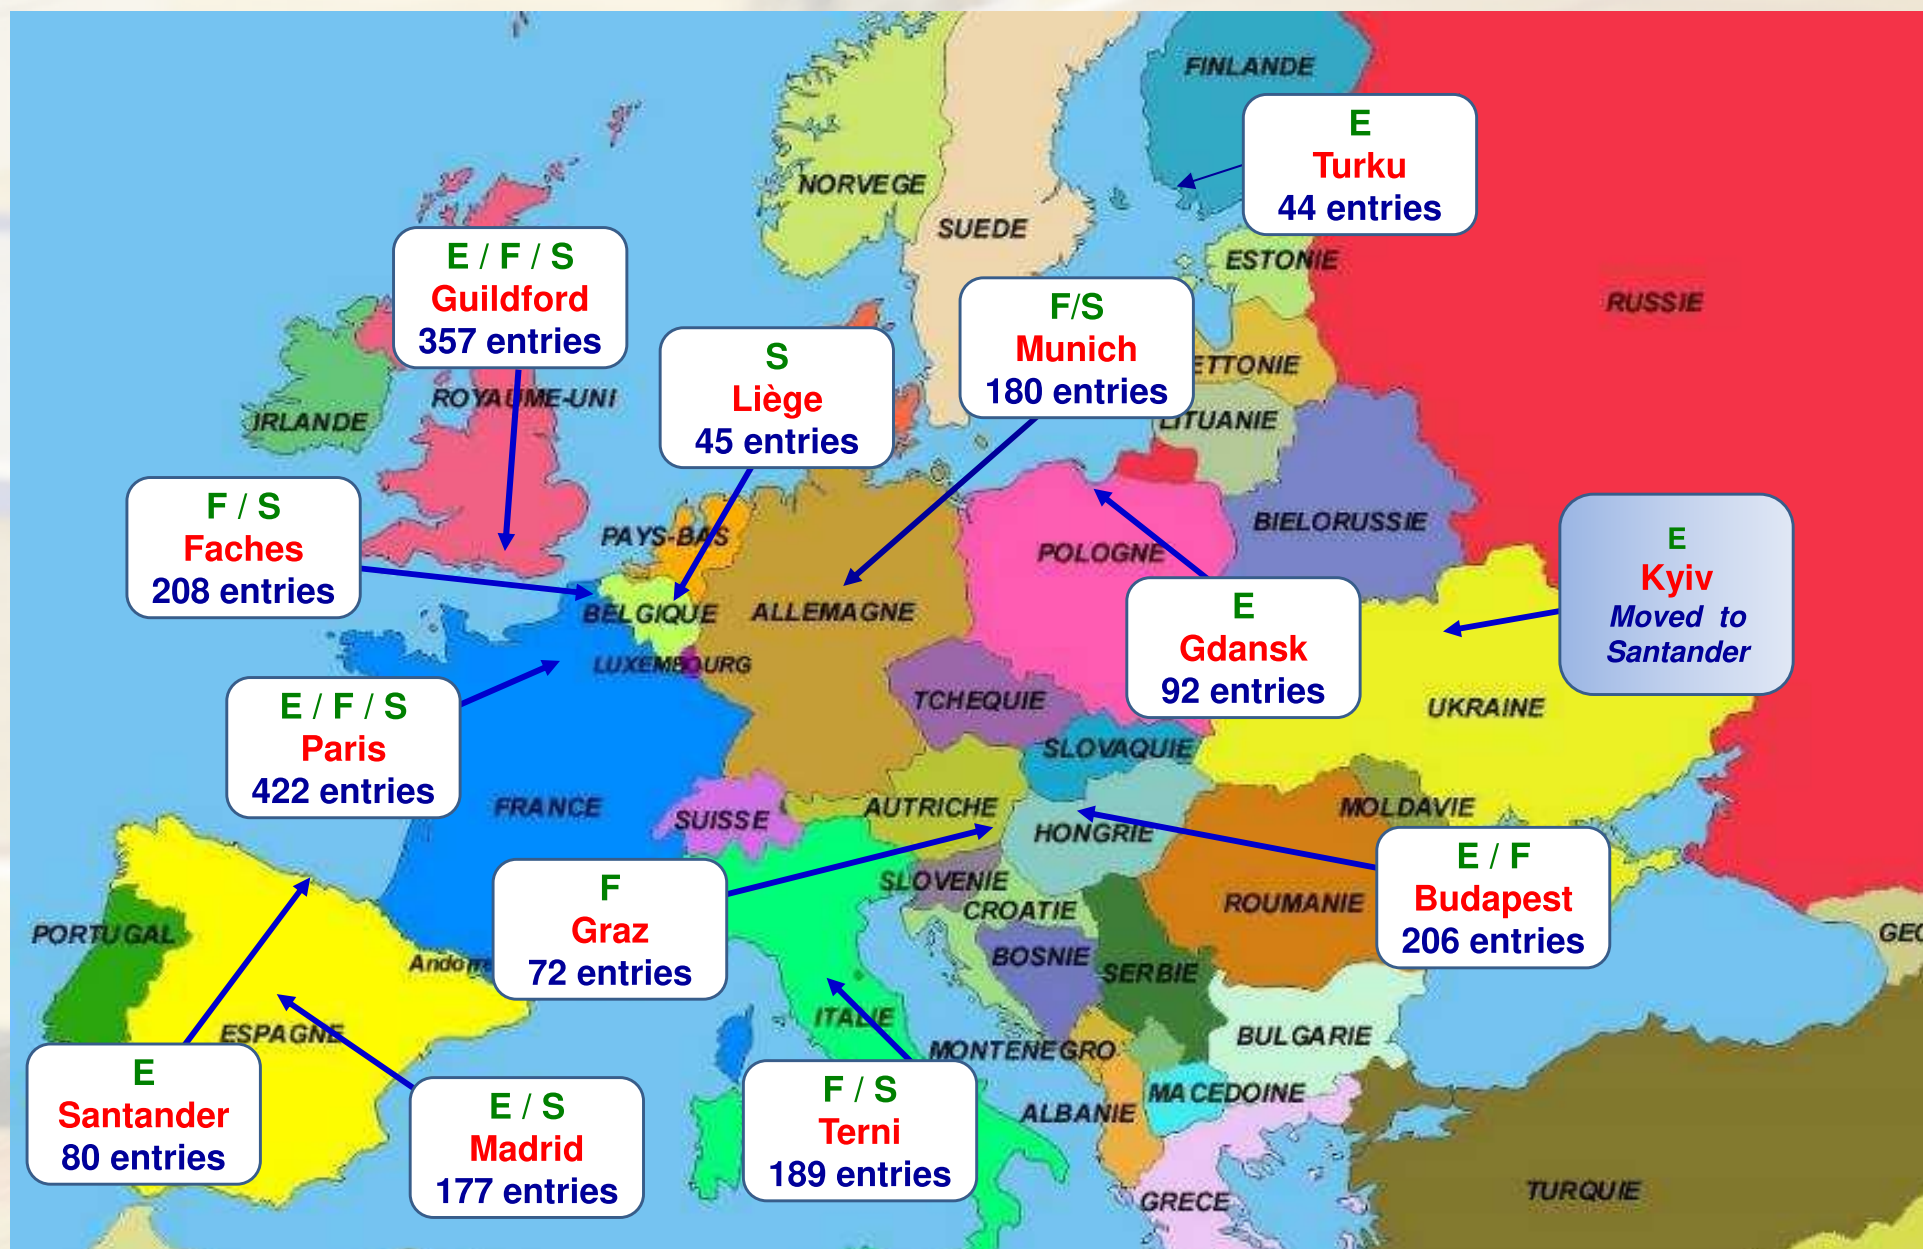 FINLANDE
E
Turku
44 entries
NORVEGE
SUEDE
ESTONIE
RUSSIE
E / F / S
Guildford
357 entries
F/S
Munich
180 entries
S
Liège
45 entries
ETTONIE
ROYAUME-UNI
IRLANDE
LITUANIE
F / S
Faches
208 entries
PAYS-BAS
BIELORUSSIE
POLOGNE
E
Kyiv
Moved to
Santander
BELGIQUE
ALLEMAGNE
E
Gdansk
92 entries
LUXEMBOURG
E / F / S
Paris
422 entries
TCHEQUIE
UKRAINE
SLOVAQUIE
FRANCE
SUISSE
AUTRICHE
HONGRIE
MOLDAVIE
E / F
Budapest
206 entries
F
Graz
72 entries
SLOVENIE
CROATIE
ROUMANIE
PORTUGAL
GEO
Andorre
BOSNIE
SERBIE
ESPAGNE
ITALIE
BULGARIE
MONTENEGRO
E
Santander
80 entries
E / S
Madrid
177 entries
F / S
Terni
189 entries
MACEDOINE
ALBANIE
GRECE
TURQUIE